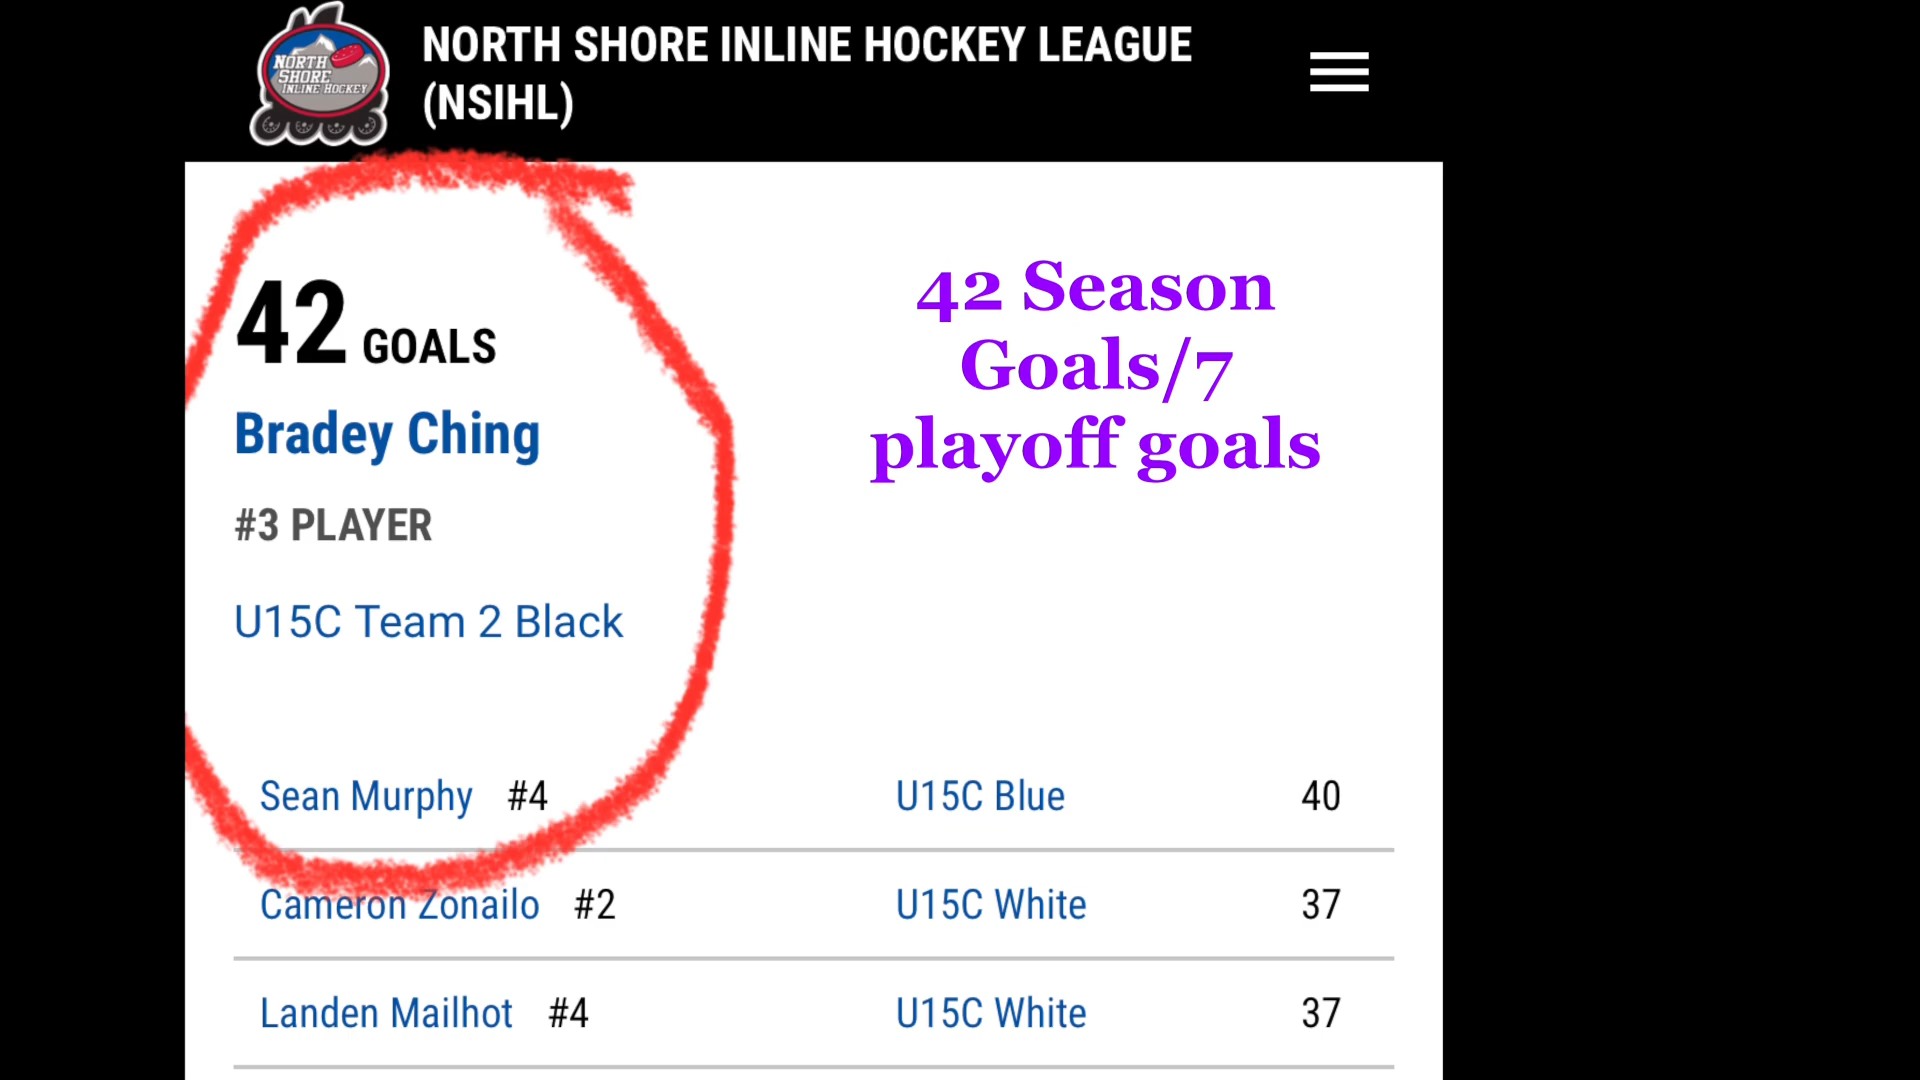 NORTH SHORE INLINE HOCKEY
NORTH SHORE INLINE HOCKEY LEAGUE
(NSIHL)
42 GOALS
Bradey Ching
#3 PLAYER
U15C Team 2 Black
42 Season
Goals/7
playoff goals
Sean Murphy #4 U15C Blue 40
Cameron Zonailo #2 U15C White 37
Landen Mailhot #4 U15C White 37